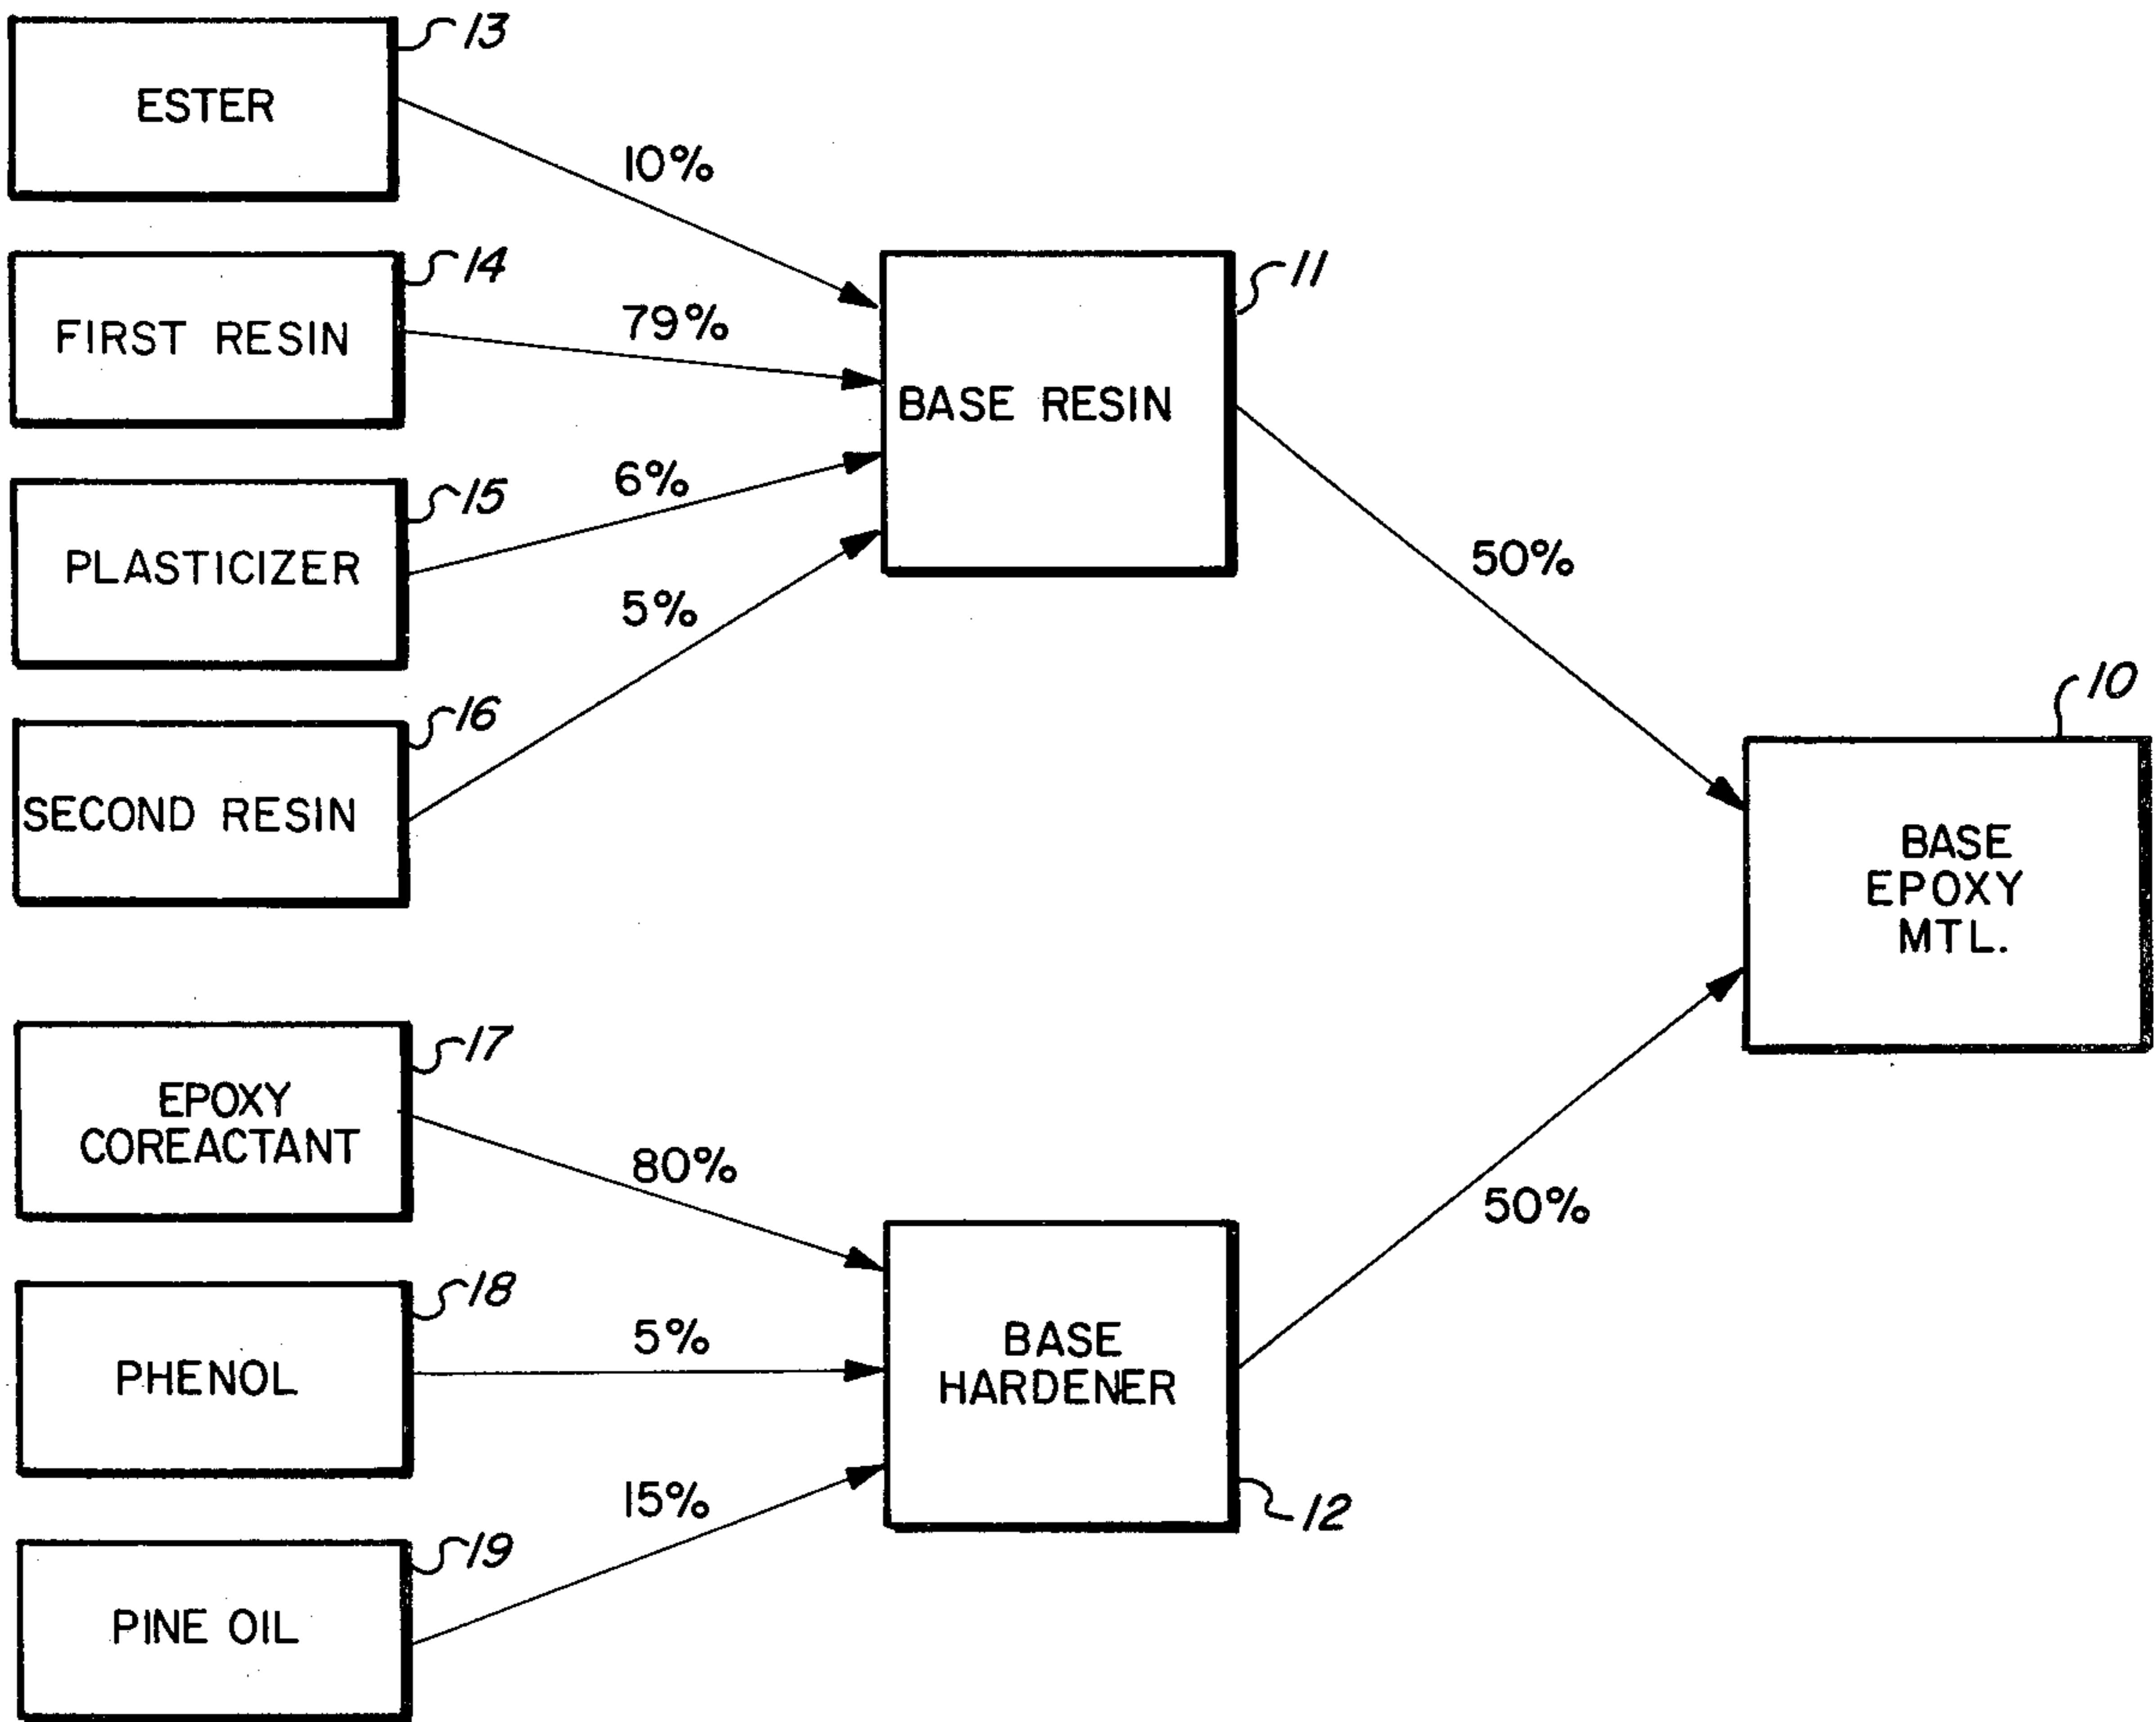 13
ESTER
10%
14
FIRST RESIN
79%
11
BASE RESIN
15
PLASTICIZER
6%
16
SECOND RESIN
5%
50%
10
BASE
EPOXY
MTL.
17
EPOXY
COREACTANT
80%
18
PHENOL
5%
BASE
HARDENER
50%
12
19
PINE OIL
15%